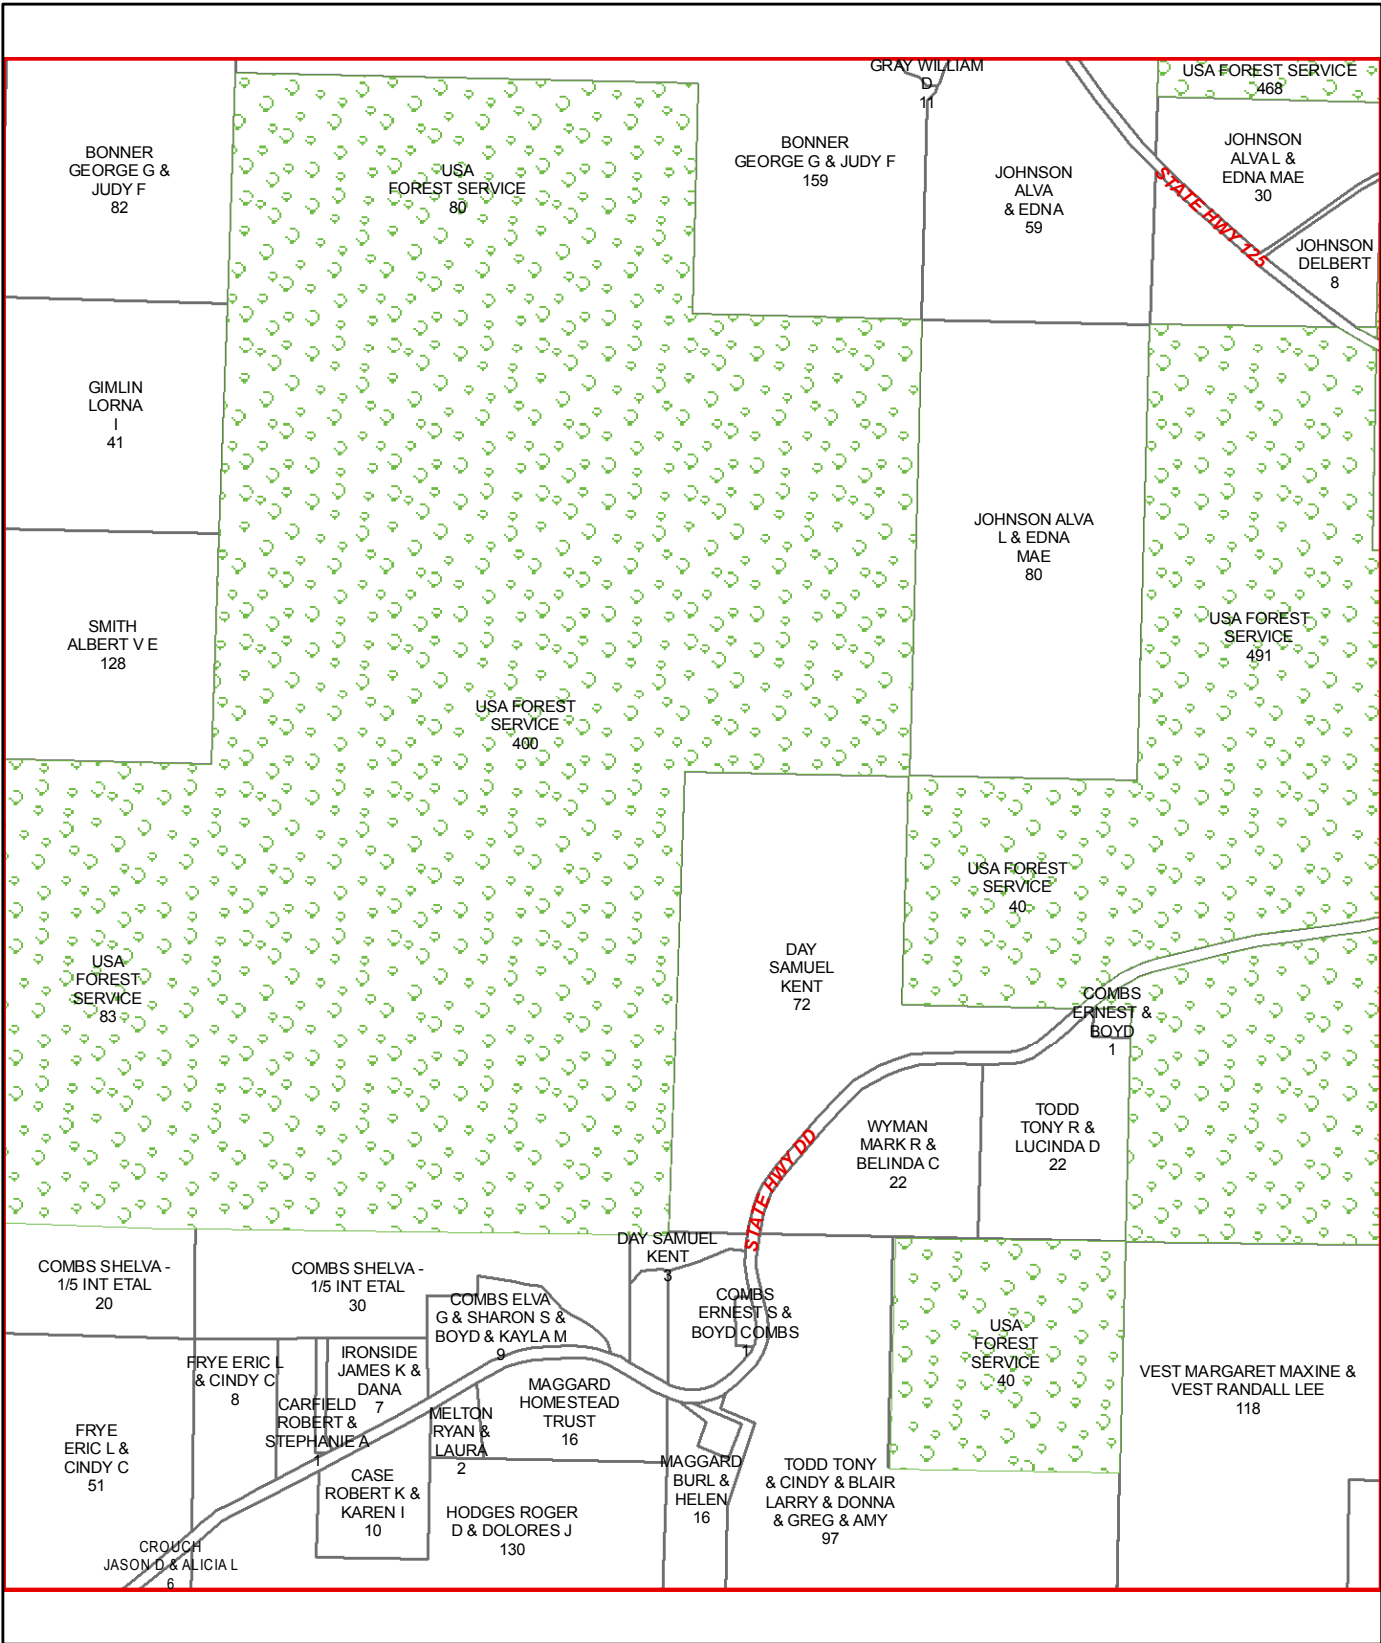 GRAY WILLIAM
D
11
USA FOREST SERVICE
468
BONNER
GEORGE G &
JUDY F
82
USA
FOREST SERVICE
80
BONNER
GEORGE G & JUDY F
159
JOHNSON
ALVA
& EDNA
59
JOHNSON
ALVA L &
EDNA MAE
30
STATE HWY 125
JOHNSON
DELBERT
8
GIMLIN
LORNA
I
41
JOHNSON ALVA
L & EDNA
MAE
80
SMITH
ALBERT V E
128
USA FOREST
SERVICE
491
USA FOREST
SERVICE
400
USA FOREST
SERVICE
40
USA
FOREST
SERVICE
83
DAY
SAMUEL
KENT
72
COMBS
ERNEST &
BOYD
1
WYMAN
MARK R &
BELINDA C
22
TODD
TONY R &
LUCINDA D
22
STATE HWY DD
COMBS SHELVA -
1/5 INT ETAL
20
COMBS SHELVA -
1/5 INT ETAL
30
DAY SAMUEL
KENT
3
COMBS ELVA
G & SHARON S &
BOYD & KAYLA M
9
COMBS
ERNEST S &
BOYD COMBS
1
USA
FOREST
SERVICE
40
VEST MARGARET MAXINE &
VEST RANDALL LEE
118
FRYE ERIC L
& CINDY C
8
IRONSIDE
JAMES K &
DANA
7
CARFIELD
ROBERT &
STEPHANIE A
1
MELTON
RYAN &
LAURA
2
MAGGARD
HOMESTEAD
TRUST
16
FRYE
ERIC L &
CINDY C
51
CASE
ROBERT K &
KAREN I
10
HODGES ROGER
D & DOLORES J
130
MAGGARD
BURL &
HELEN
16
TODD TONY
& CINDY & BLAIR
LARRY & DONNA
& GREG & AMY
97
CROUCH
JASON D & ALICIA L
6